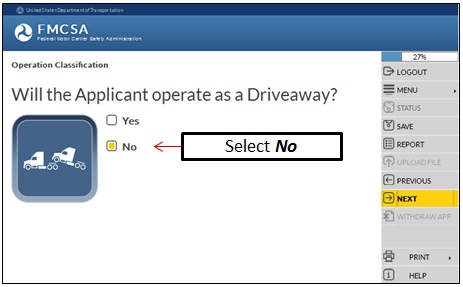 United States Department of Transportation
FMCSA
Federal Motor Carrier Safety Administration
Operation Classification
Will the Applicant operate as a Driveaway?
Yes
No
Select No
27%
LOGOUT
MENU
STATUS
SAVE
REPORT
UPLOAD FILE
PREVIOUS
NEXT
WITHDRAW APP
PRINT
HELP